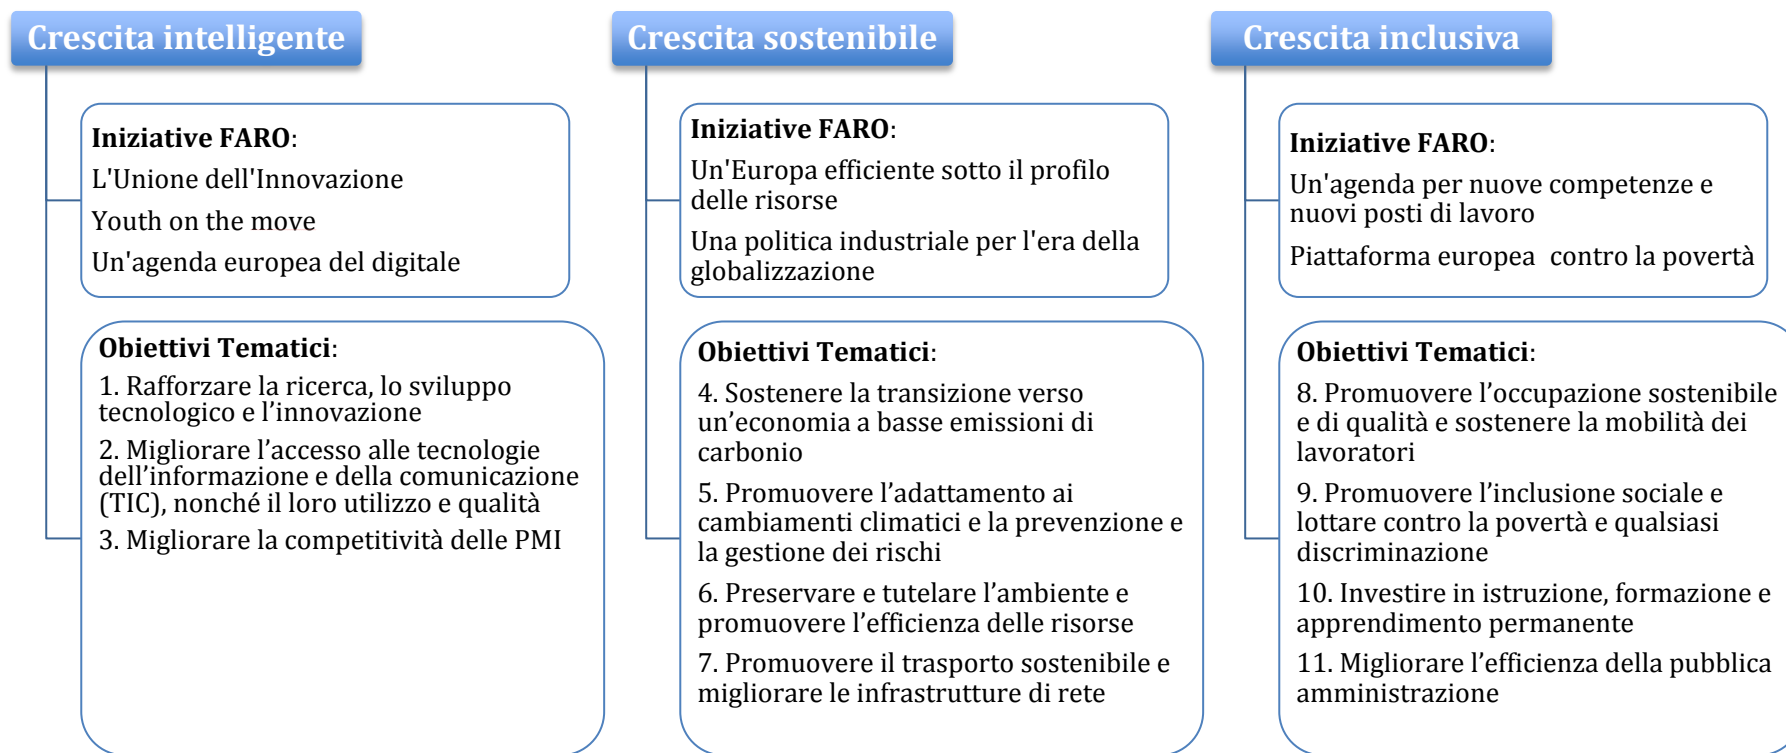 Crescita intelligente
Iniziative FARO:
L'Unione dell'Innovazione
Youth on the move
Un'agenda europea del digitale
Obiettivi Tematici:
1. Rafforzare la ricerca, lo sviluppo
tecnologico e l’innovazione
2. Migliorare l’accesso alle tecnologie
dell’informazione e della comunicazione
(TIC), nonché il loro utilizzo e qualità
3. Migliorare la competitività delle PMI
Crescita sostenibile
Iniziative FARO:
Un'Europa efficiente sotto il profilo
delle risorse
Una politica industriale per l'era della
globalizzazione
Obiettivi Tematici:
4. Sostenere la transizione verso
un’economia a basse emissioni di
carbonio
5. Promuovere l’adattamento ai
cambiamenti climatici e la prevenzione e
la gestione dei rischi
6. Preservare e tutelare l’ambiente e
promuovere l’efficienza delle risorse
7. Promuovere il trasporto sostenibile e
migliorare le infrastrutture di rete
Crescita inclusiva
Iniziative FARO:
Un'agenda per nuove competenze e
nuovi posti di lavoro
Piattaforma europea contro la povertà
Obiettivi Tematici:
8. Promuovere l’occupazione sostenibile
e di qualità e sostenere la mobilità dei
lavoratori
9. Promuovere l’inclusione sociale e
lottare contro la povertà e qualsiasi
discriminazione
10. Investire in istruzione, formazione e
apprendimento permanente
11. Migliorare l’efficienza della pubblica
amministrazione